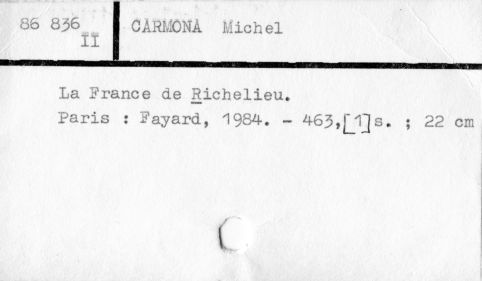 86 836 CARMONA Michel
II
La France de Richelieu.
Paris : Fayard, 1984. - 463,[1]s. ; 22 cm